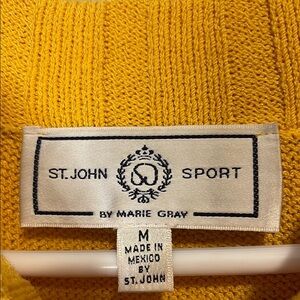 ST. JOHN SPORT
BY MARIE GRAY
M
MADE IN
MEXICO
BY
ST. JOHN